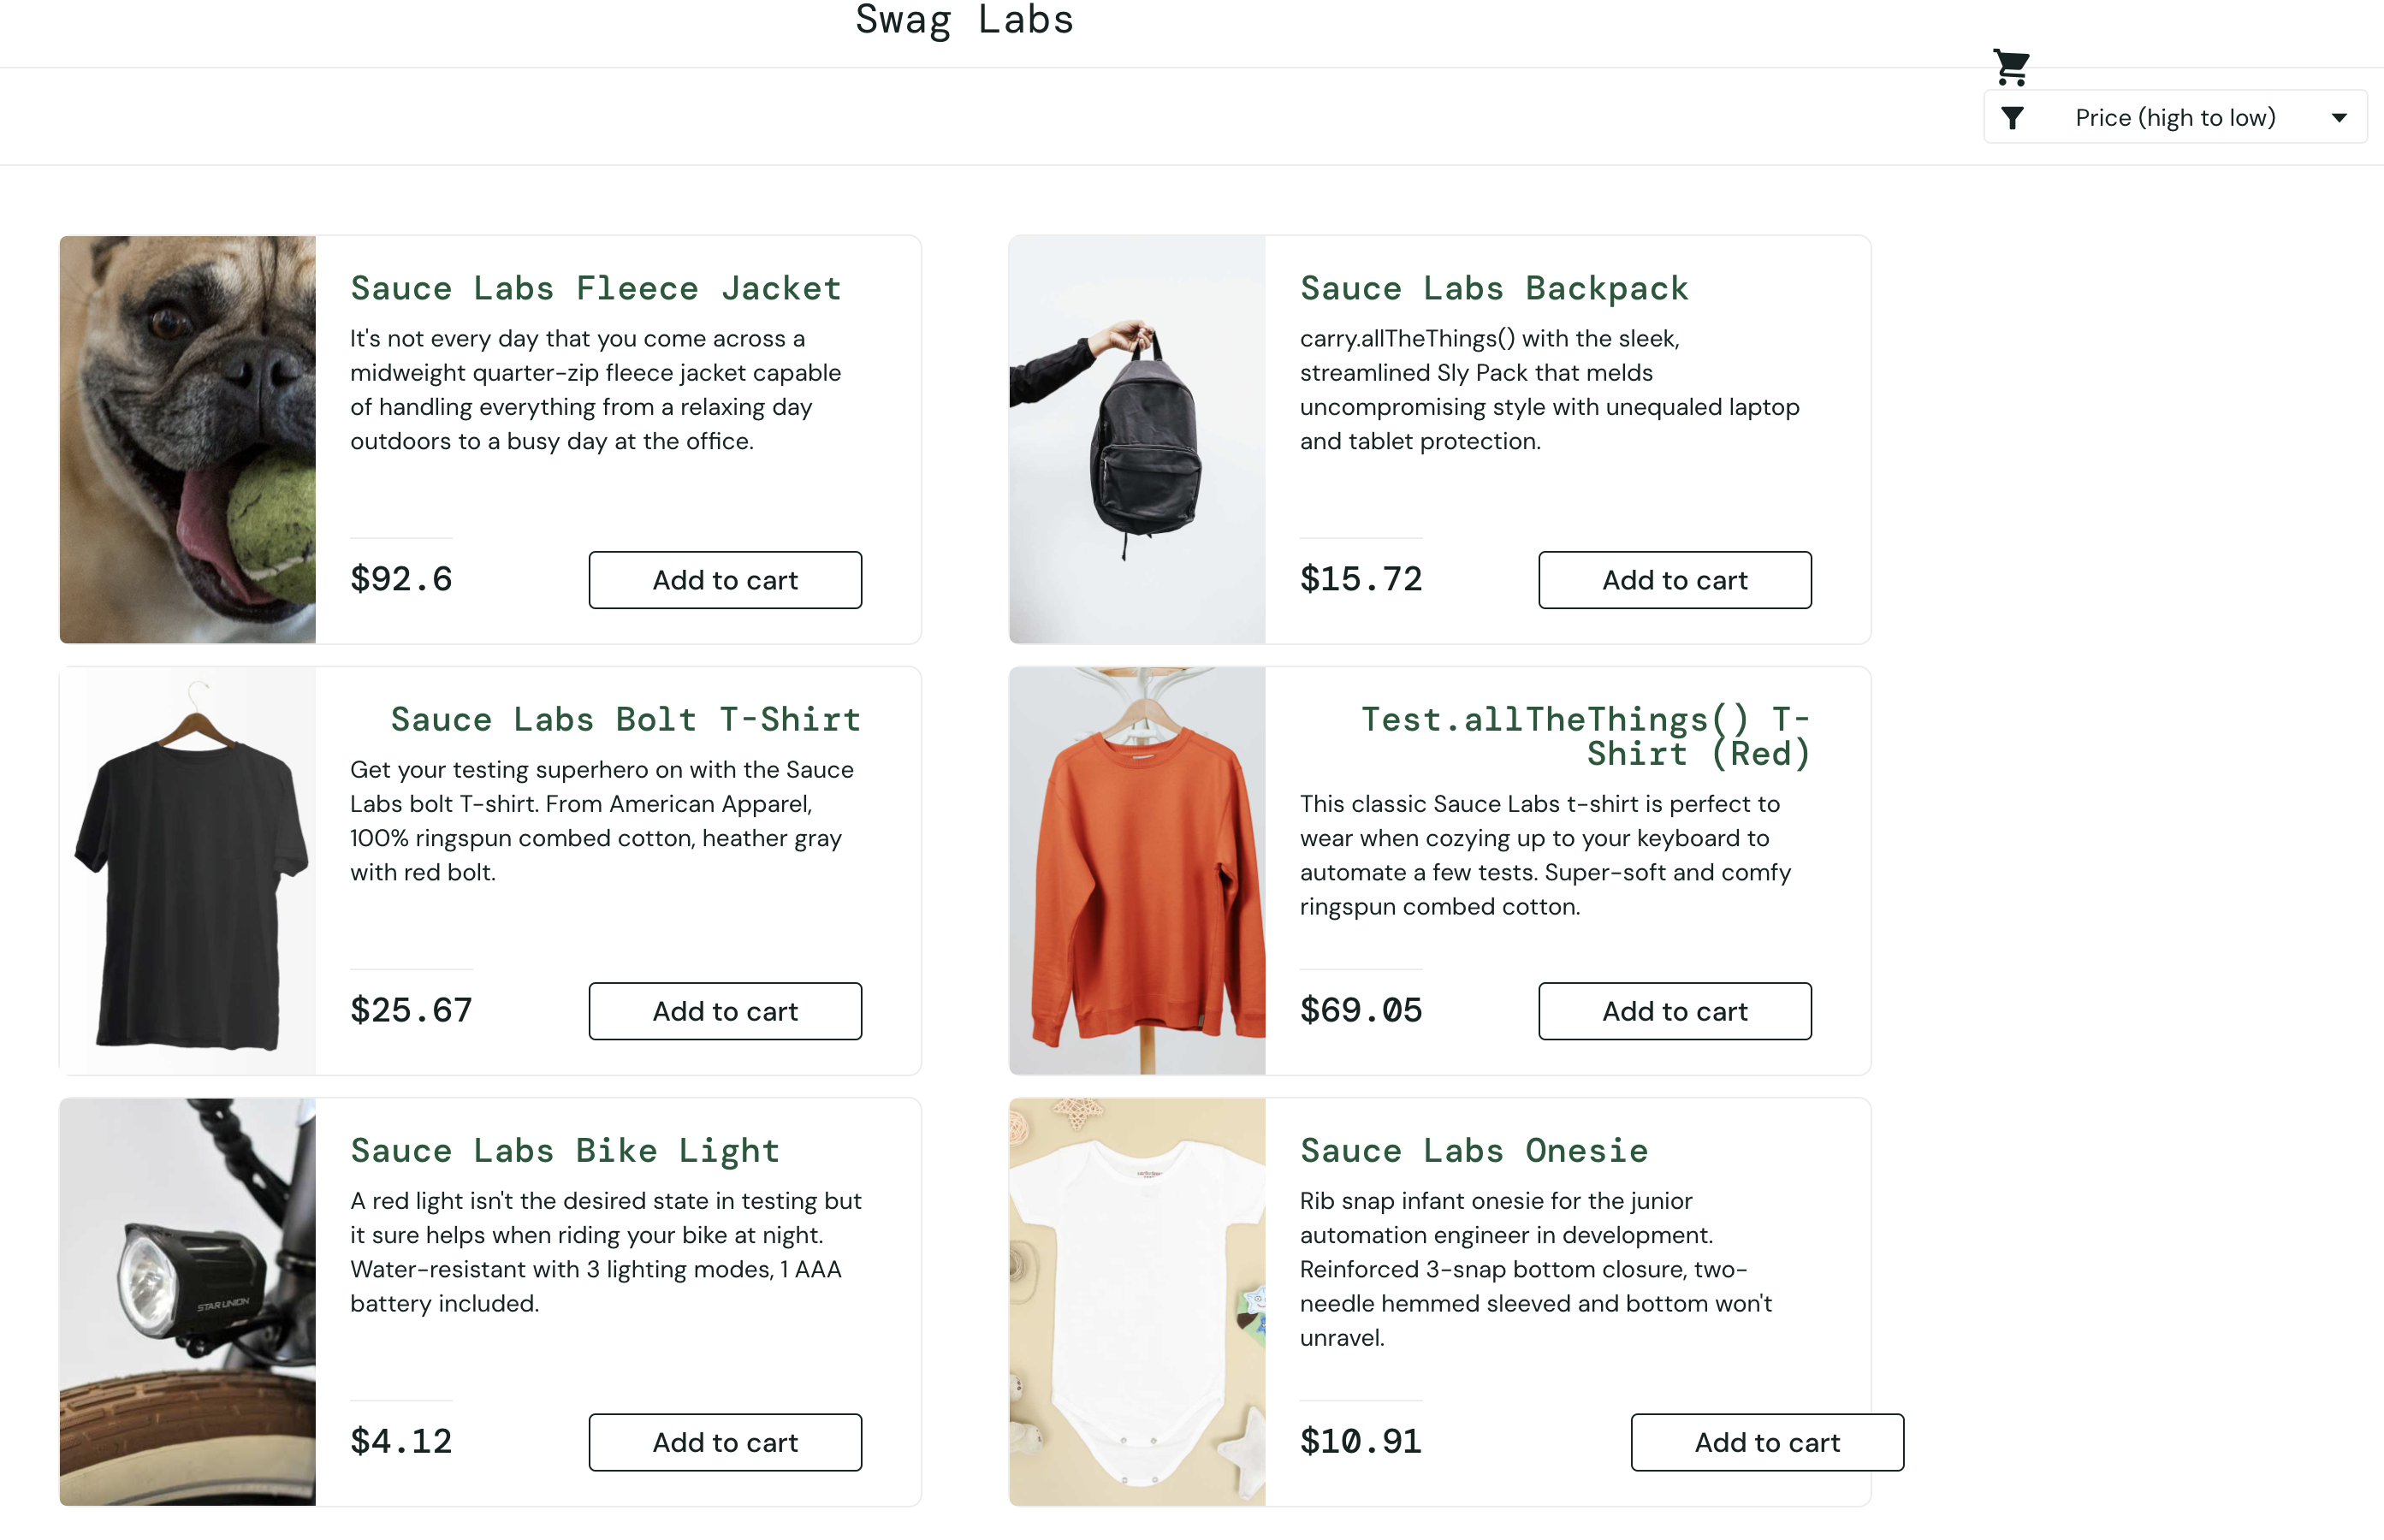 Swag Labs
Price (high to low)
Sauce Labs Fleece Jacket
It's not every day that you come across a
midweight quarter-zip fleece jacket capable
of handling everything from a relaxing day
outdoors to a busy day at the office.
$92.6
Add to cart
Sauce Labs Backpack
carry.allTheThings() with the sleek,
streamlined Sly Pack that melds
uncompromising style with unequaled laptop
and tablet protection.
$15.72
Add to cart
Sauce Labs Bolt T-Shirt
Get your testing superhero on with the Sauce
Labs bolt T-shirt. From American Apparel,
100% ringspun combed cotton, heather gray
with red bolt.
$25.67
Add to cart
Test.allTheThings() T-
Shirt (Red)
This classic Sauce Labs t-shirt is perfect to
wear when cozying up to your keyboard to
automate a few tests. Super-soft and comfy
ringspun combed cotton.
$69.05
Add to cart
STAR UNION
Sauce Labs Bike Light
A red light isn't the desired state in testing but
it sure helps when riding your bike at night.
Water-resistant with 3 lighting modes, 1 AAA
battery included.
$4.12
Add to cart
Sauce Labs Onesie
Rib snap infant onesie for the junior
automation engineer in development.
Reinforced 3-snap bottom closure, two-
needle hemmed sleeved and bottom won't
unravel.
$10.91
Add to cart